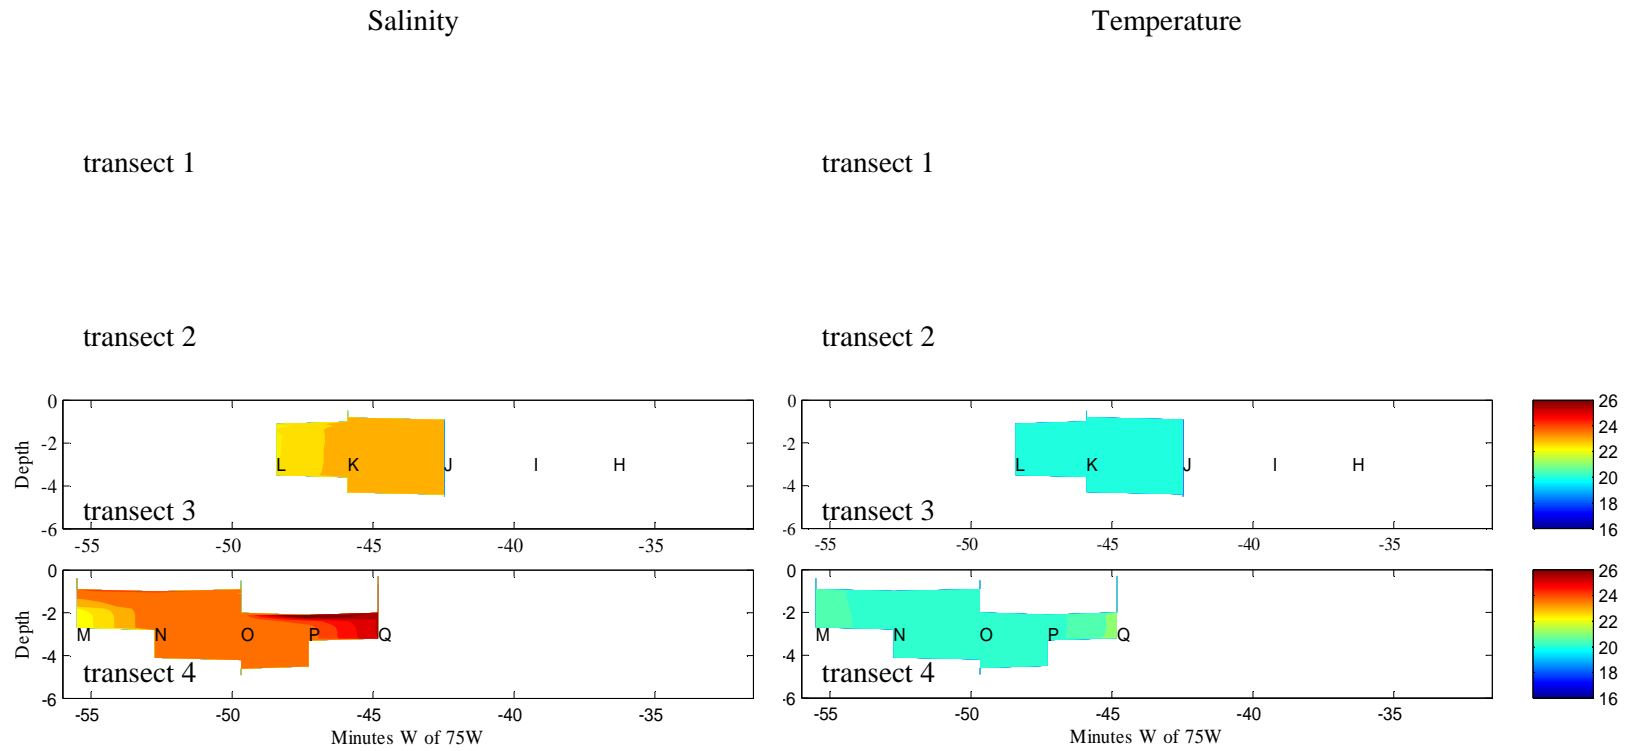 Salinity Temperature
transect 1 transect 1
transect 2 transect 2
0 0 26
24
-2 -2 22
L K J I H L K J I H
20
-4 -4 18
Depth
transect 3 transect 3
-6 -6 16
-55 -50 -45 -40 -35 -55 -50 -45 -40 -35
0 0 26
24
-2 -2 22
M N O P Q M N O P Q
20
-4 -4 18
Depth
transect 4 transect 4
-6 -6 16
-55 -50 -45 -40 -35 -55 -50 -45 -40 -35
Minutes W of 75W Minutes W of 75W